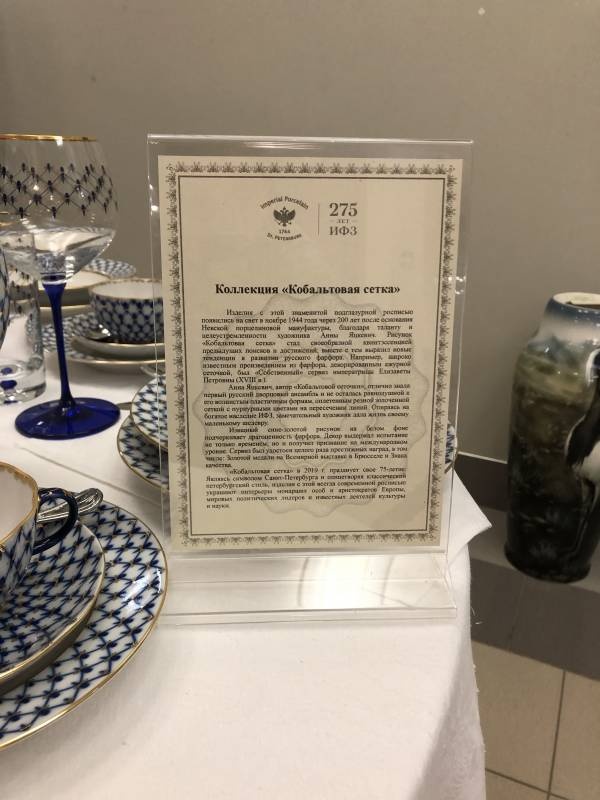 Imperial Porcelain
1744
St. Petersburg
275
ЛЕТ
ИФЗ
Коллекция «Кобальтовая сетка»
Изделия с этой знаменитой подглазурной росписью
появились на свет в ноябре 1944 года через 200 лет после основания
Невской порцелиновой мануфактуры, благодаря таланту и
целеустремленности художника Анны Яцкевич. Рисунок
«Кобальтовая сетка» стал своеобразной квинтэссенцией
предыдущих поисков и достижений, вместе с тем выразил новые
тенденции в развитии русского фарфора. Например, широко
известным произведением из фарфора, декорированным ажурной
сеточкой, был «Собственный» сервиз императрицы Елизаветы
Петровны (XVIII в.).
Анна Яцкевич, автор «Кобальтовой сеточки», отлично знала
первый русский дворцовый ансамбль и не осталась равнодушной к
его волнистым пластичным формам, оплетенным резной золоченной
сеткой с пурпурными цветами на пересечении линий. Опираясь на
богатое наследие ИФЗ, замечательный художник дала жизнь своему
маленькому шедевру.
Изящный сине-золотой рисунок на белом фоне
подчеркивает драгоценность фарфора. Декор выдержал испытание
не только временем, но и получил признание на международном
уровне. Сервиз был удостоен целого ряда престижных наград, в том
числе: Золотой медали на Всемирной выставке в Брюсселе и Знака
качества.
«Кобальтовая сетка» в 2019 г. празднует свое 75-летие.
Являясь символом Санкт-Петербурга и олицетворяя классический
петербургский стиль, изделия с этой всегда современной росписью
украшают интерьеры монарших особ и аристократов Европы,
мировых политических лидеров и известных деятелей культуры
и науки.